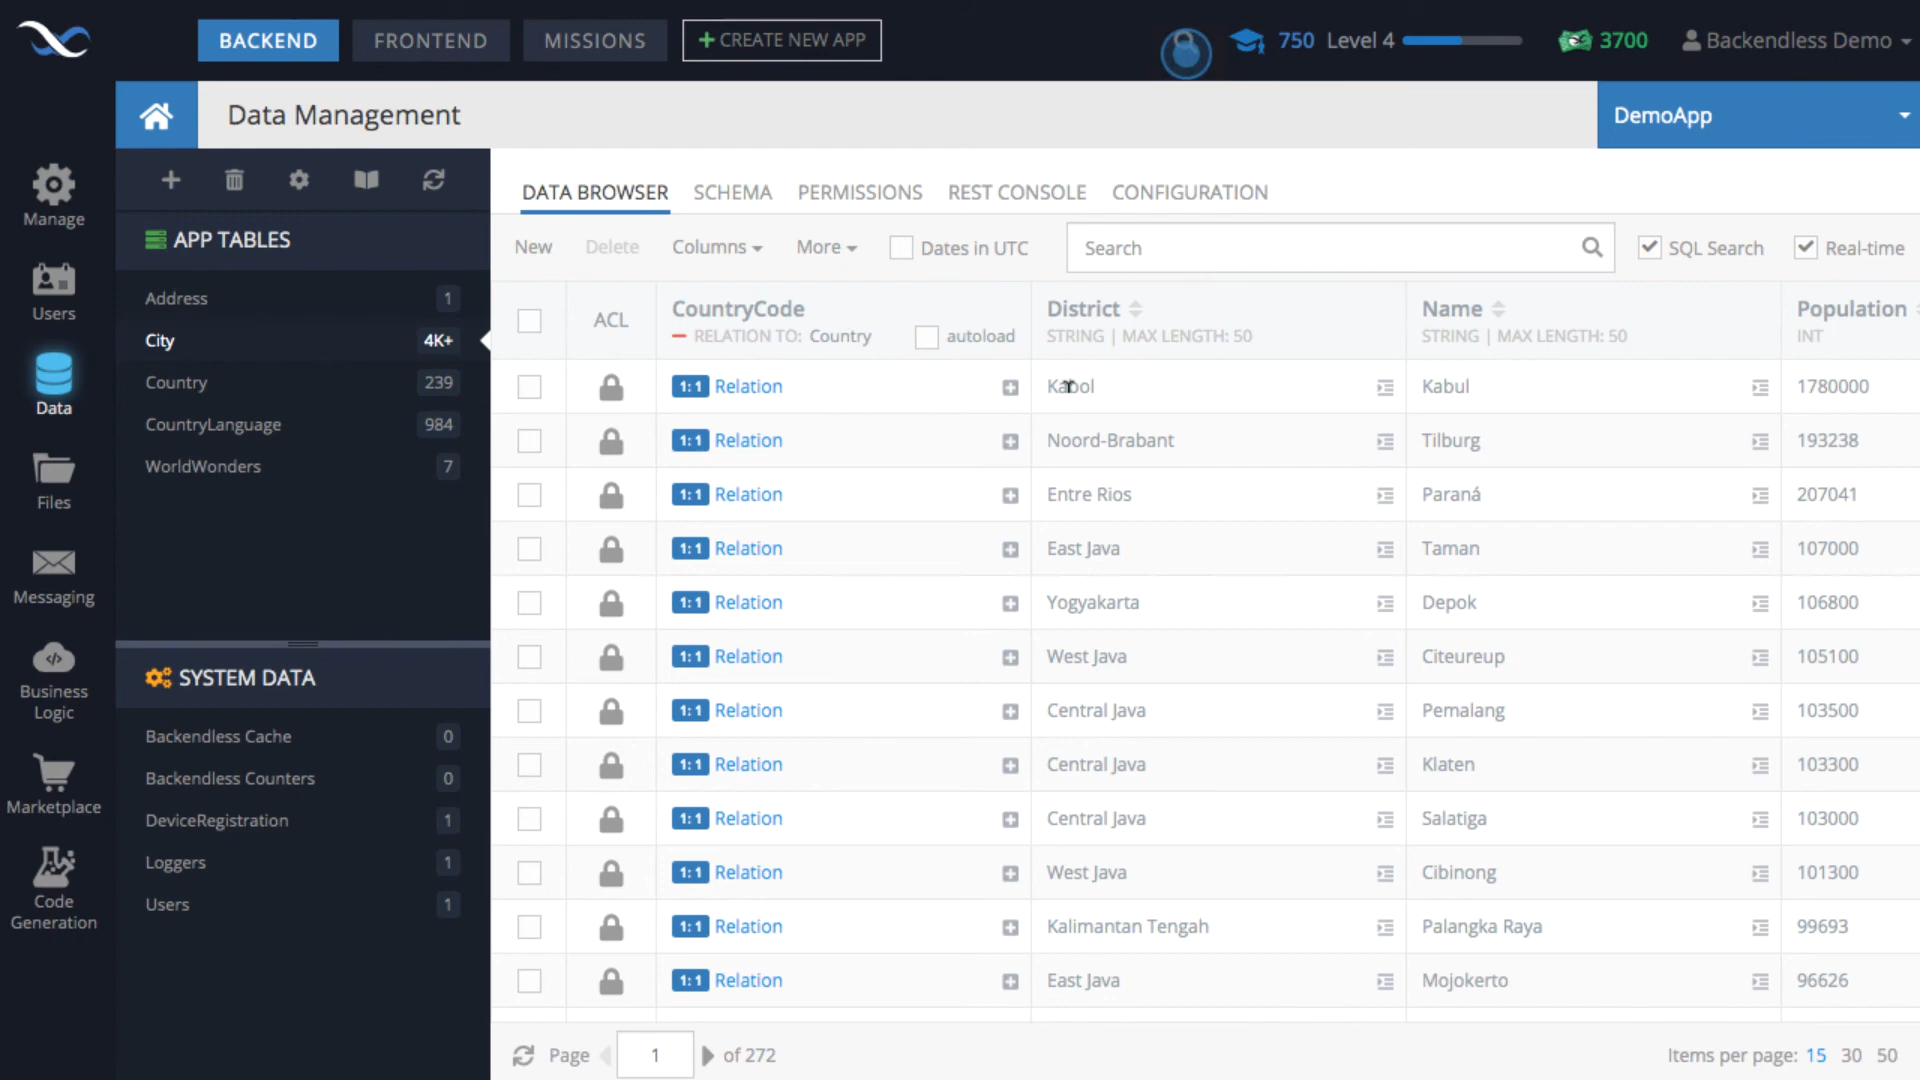 BACKEND FRONTEND MISSIONS + CREATE NEW APP 750 Level 4 3700 Backendless Demo
Data Management DemoApp
Manage
Users
Data
Files
Messaging
Business
Logic
Marketplace
Code
Generation
APP TABLES
Address 1
City 4K+
Country 239
CountryLanguage 984
WorldWonders 7
SYSTEM DATA
Backendless Cache 0
Backendless Counters 0
DeviceRegistration 1
Loggers 1
Users 1
DATA BROWSER SCHEMA PERMISSIONS REST CONSOLE CONFIGURATION
New Delete Columns More Dates in UTC Search SQL Search Real-time
ACL CountryCode District Name Population
RELATION TO: Country autoload STRING | MAX LENGTH: 50 STRING | MAX LENGTH: 50 INT
1:1 Relation Kabol Kabul 1780000
1:1 Relation Noord-Brabant Tilburg 193238
1:1 Relation Entre Rios Paraná 207041
1:1 Relation East Java Taman 107000
1:1 Relation Yogyakarta Depok 106800
1:1 Relation West Java Citeureup 105100
1:1 Relation Central Java Pemalang 103500
1:1 Relation Central Java Klaten 103300
1:1 Relation Central Java Salatiga 103000
1:1 Relation West Java Cibinong 101300
1:1 Relation Kalimantan Tengah Palangka Raya 99693
1:1 Relation East Java Mojokerto 96626
Page 1 of 272 Items per page: 15 30 50